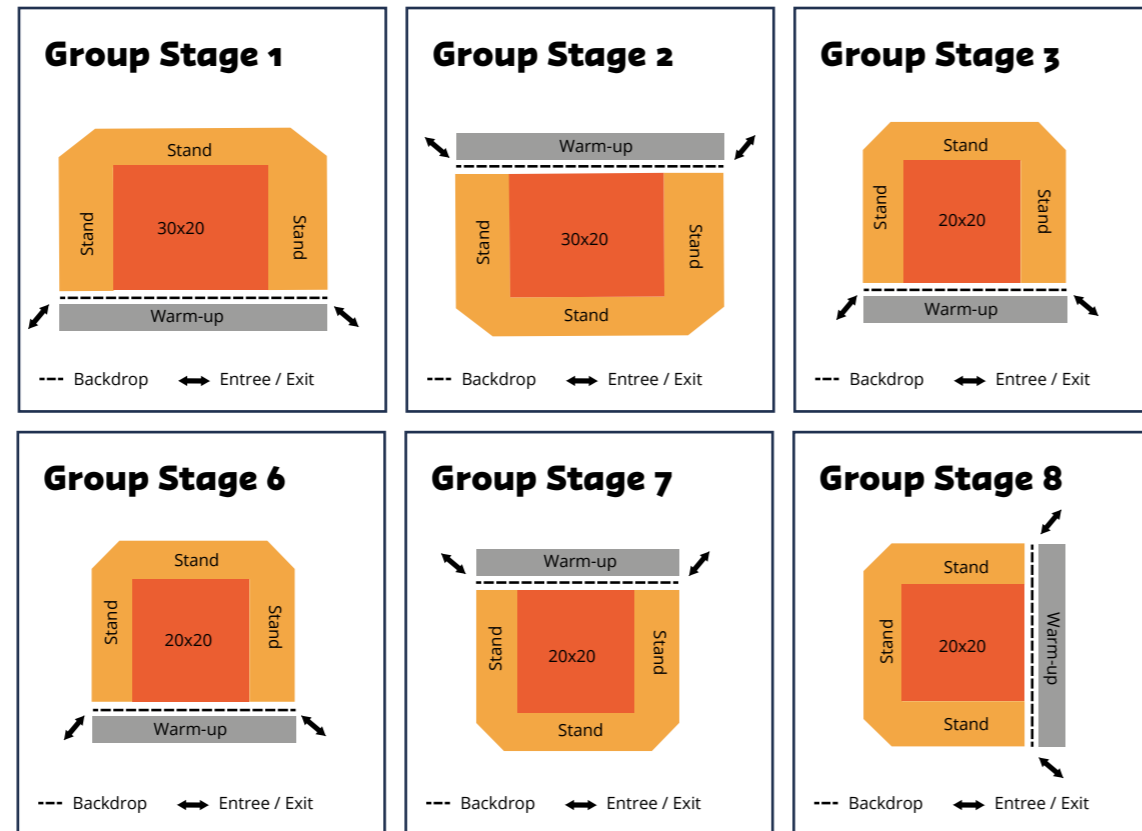 Group Stage 1
Stand
Stand
30x20
Stand
Warm-up
Backdrop
Entree / Exit
Group Stage 2
Warm-up
Stand
30x20
Stand
Stand
Backdrop
Entree / Exit
Group Stage 3
Stand
Stand
20x20
Stand
Warm-up
Backdrop
Entree / Exit
Group Stage 6
Stand
Stand
20x20
Stand
Warm-up
Backdrop
Entree / Exit
Group Stage 7
Warm-up
Stand
20x20
Stand
Stand
Backdrop
Entree / Exit
Group Stage 8
Stand
Stand
20x20
Warm-up
Stand
Backdrop
Entree / Exit